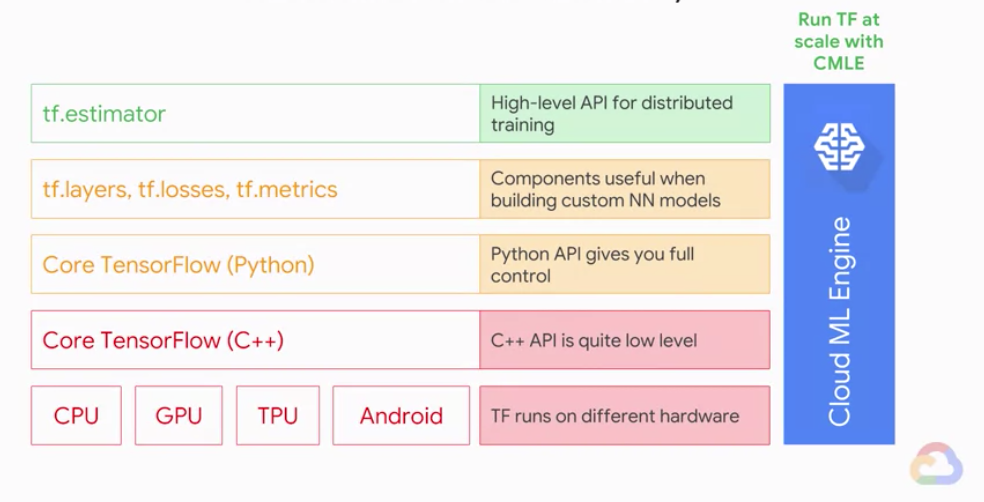 Run TF at
scale with
CMLE
tf.estimator
High-level API for distributed
training
tf.layers, tf.losses, tf.metrics
Components useful when
building custom NN models
Core TensorFlow (Python)
Python API gives you full
control
Core TensorFlow (C++)
C++ API is quite low level
CPU
GPU
TPU
Android
TF runs on different hardware
Cloud ML Engine